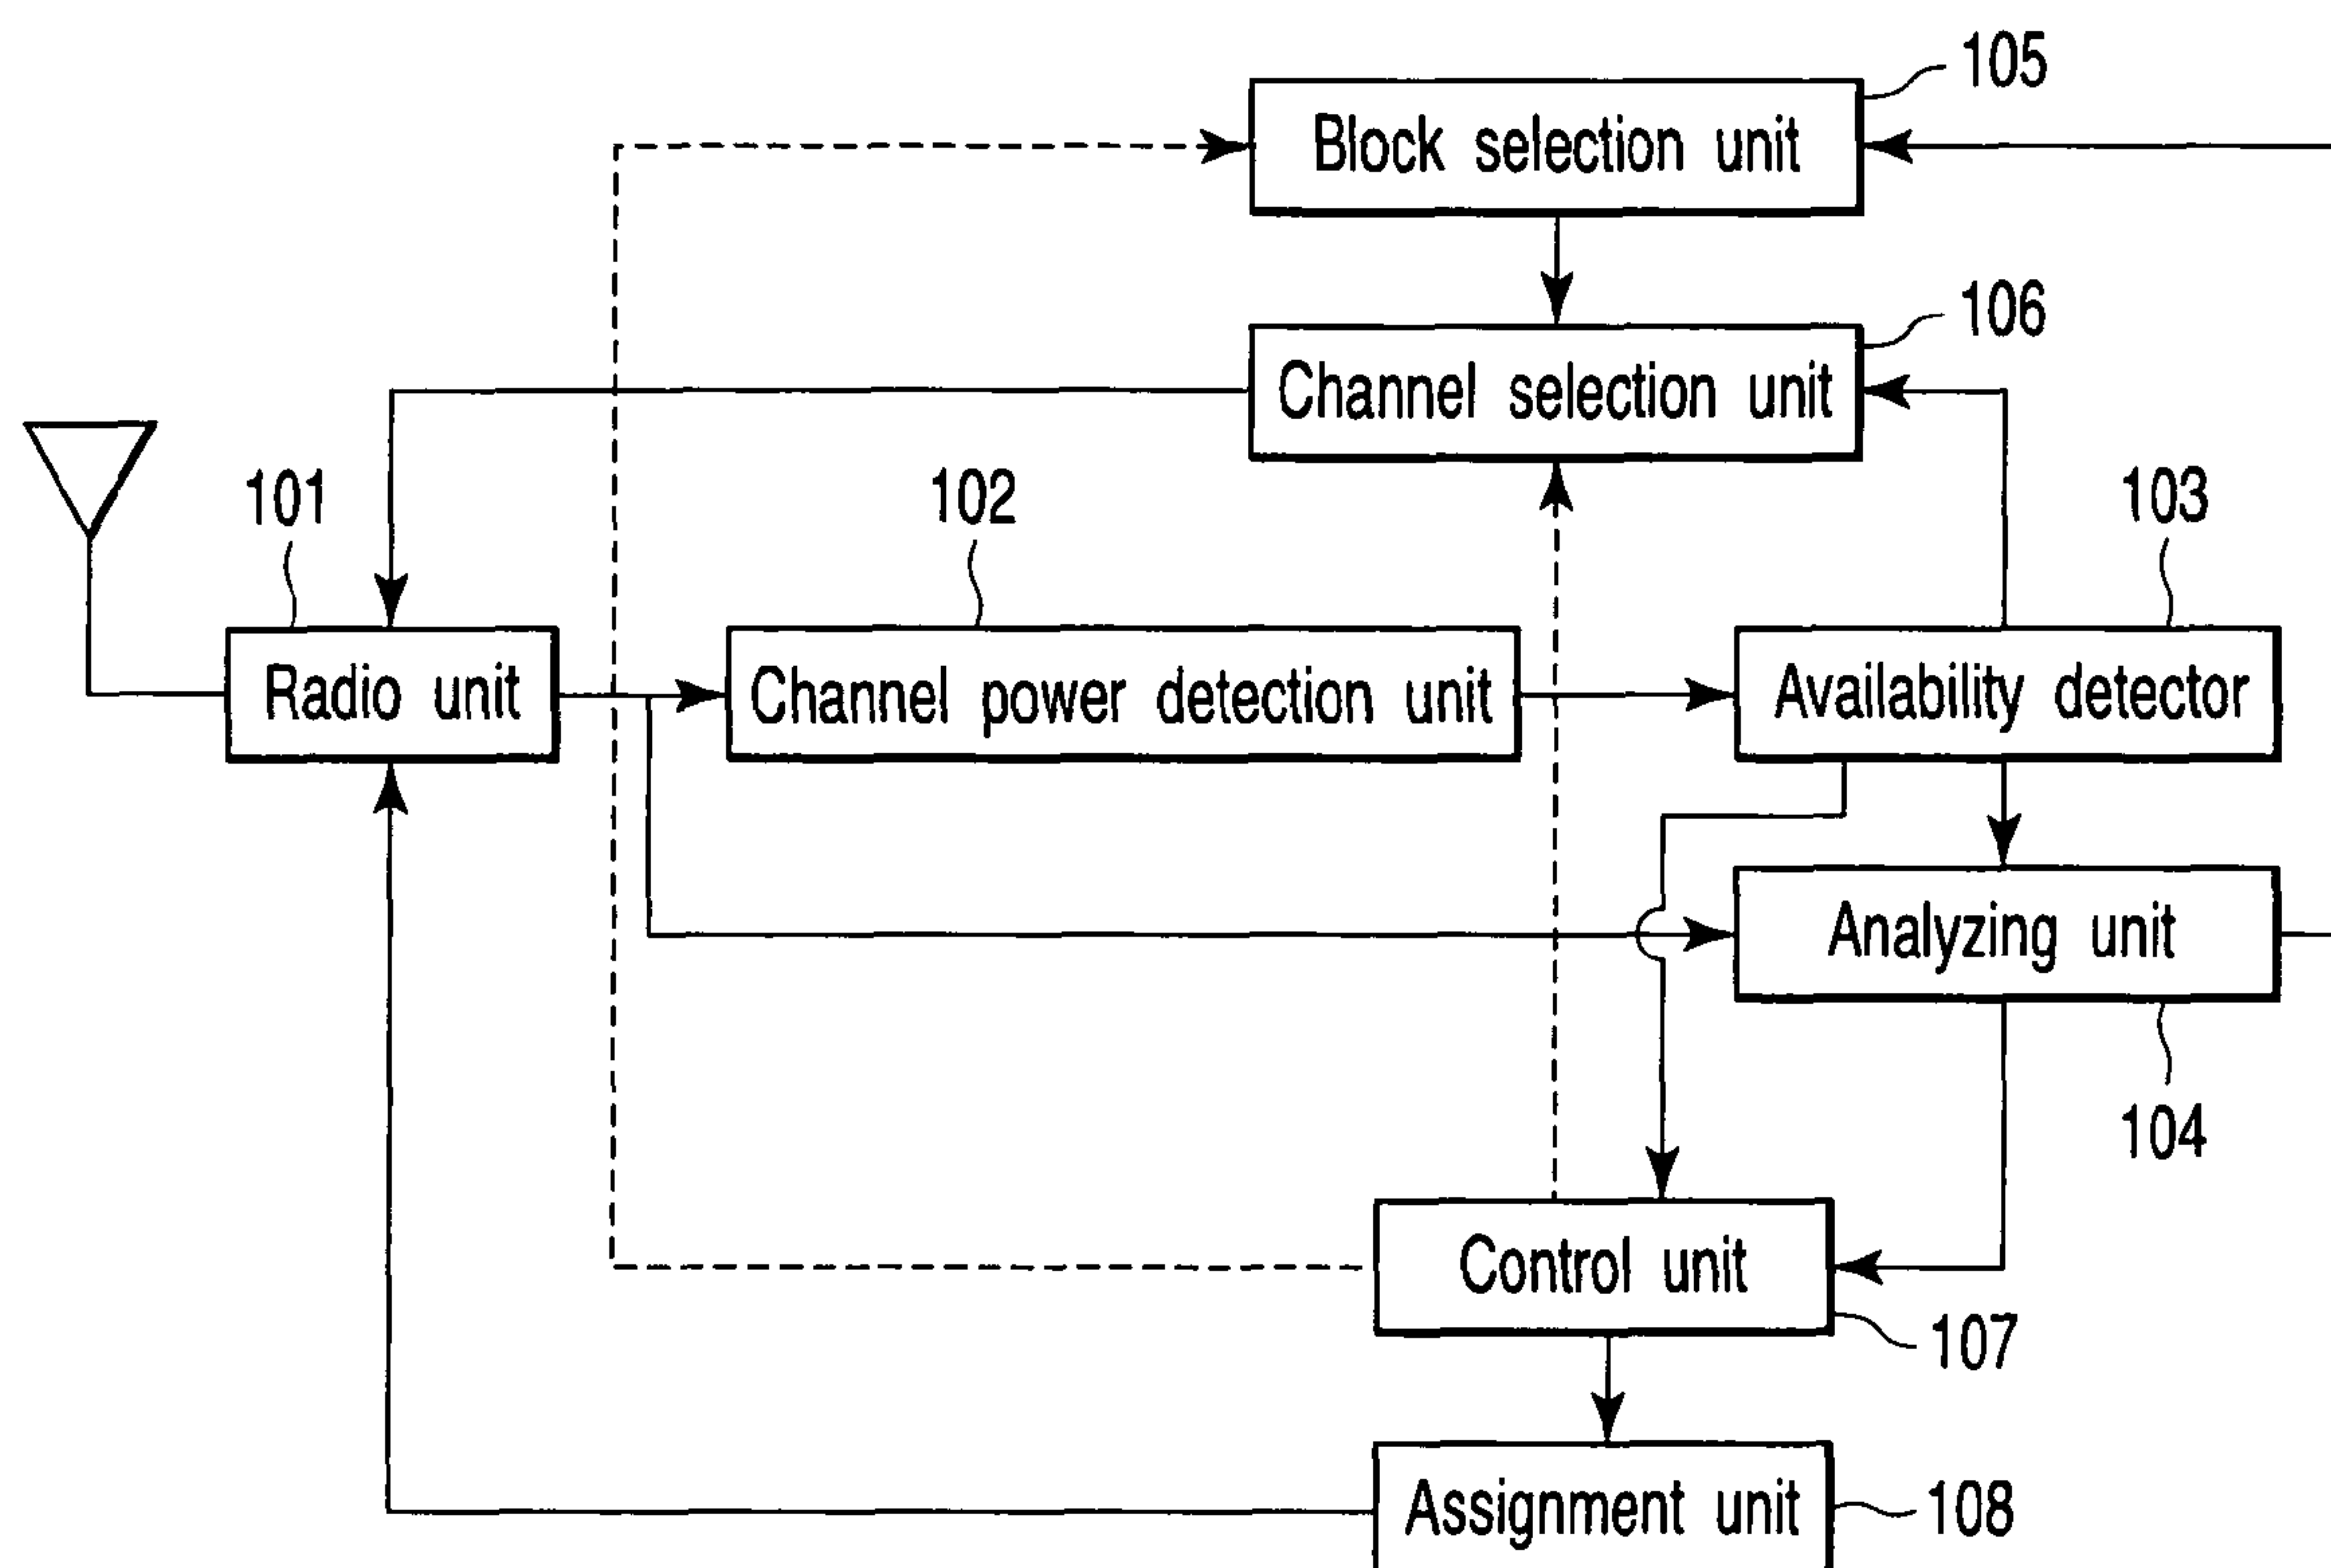 105
Block selection unit
106
Channel selection unit
101
102
103
Radio unit
Channel power detection unit
Availability detector
Analyzing unit
104
Control unit
107
Assignment unit
108